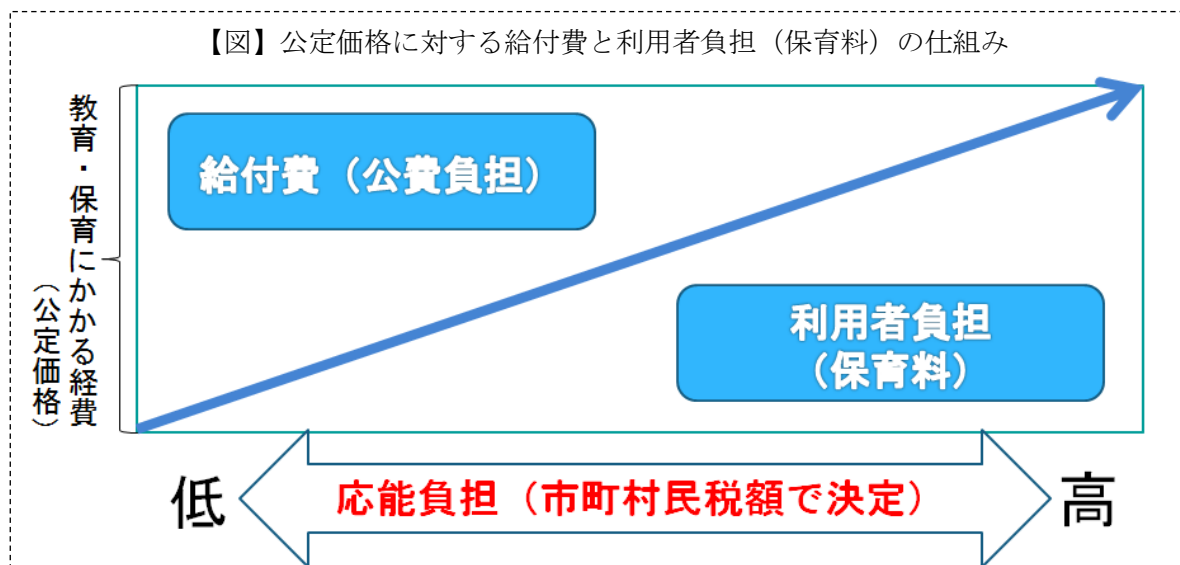 【図】公定価格に対する給付費と利用者負担（保育料）の仕組み
教育・保育にかかる経費
（公定価格）
給付費（公費負担）
利用者負担
（保育料）
低
応能負担（市町村民税額で決定）
高